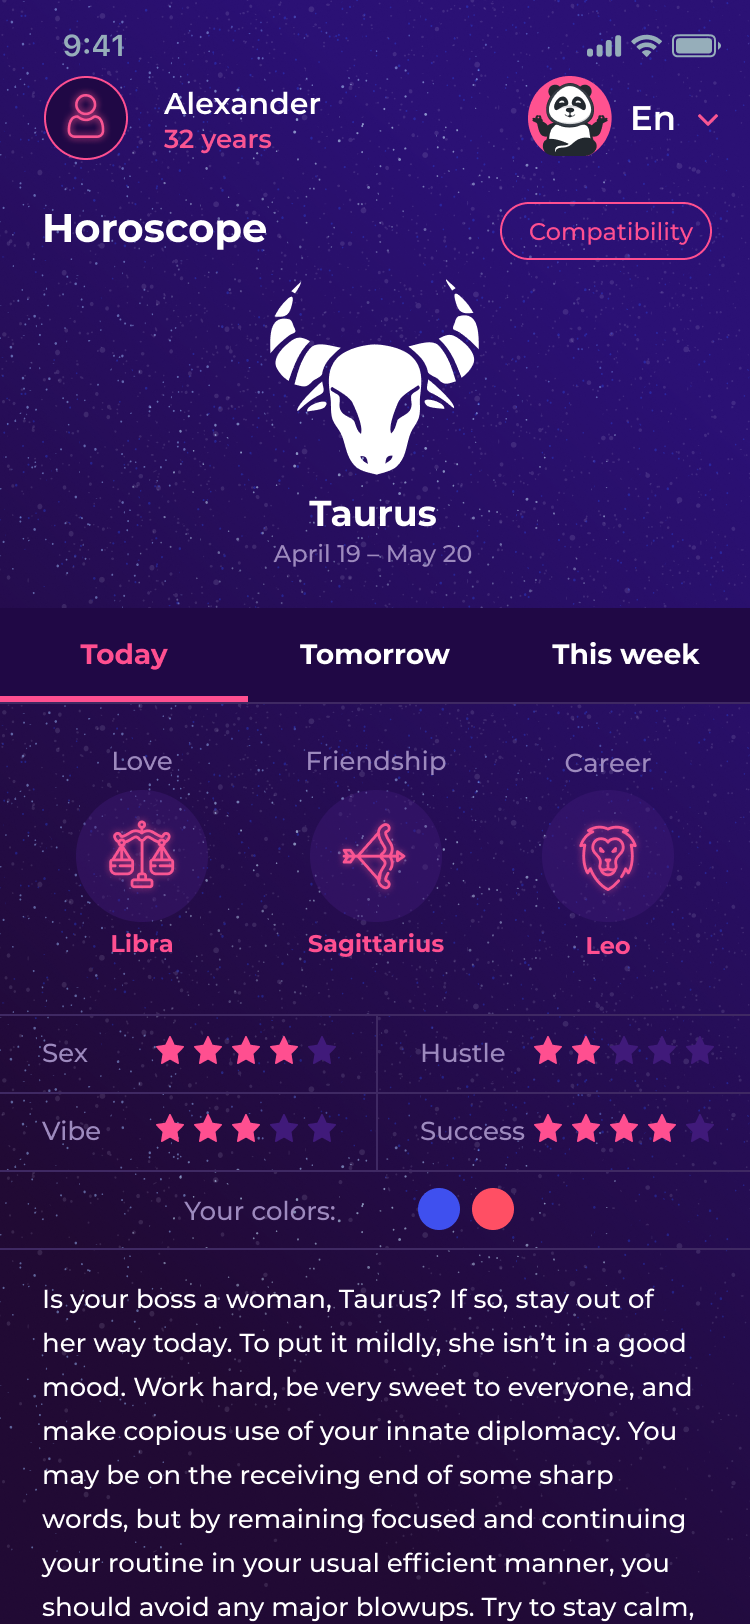 9:41
Alexander
32 years
En
Horoscope
Compatibility
Taurus
April 19 – May 20
Today
Tomorrow
This week
Love
Friendship
Career
Libra
Sagittarius
Leo
Sex
Hustle
Vibe
Success
Your colors:
Is your boss a woman, Taurus? If so, stay out of
her way today. To put it mildly, she isn’t in a good
mood. Work hard, be very sweet to everyone, and
make copious use of your innate diplomacy. You
may be on the receiving end of some sharp
words, but by remaining focused and continuing
your routine in your usual efficient manner, you
should avoid any major blowups. Try to stay calm,